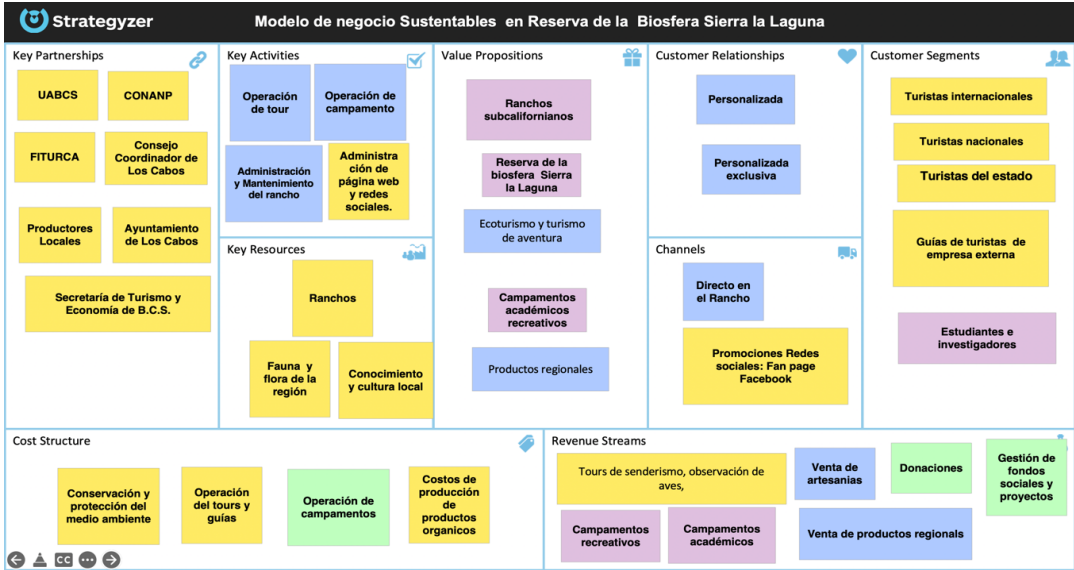 Strategyzer
Modelo de negocio Sustentables en Reserva de la Biosfera Sierra la Laguna
Key Partnerships
UABCS
CONANP
FITURCA
Consejo
Coordinador de
Los Cabos
Productores
Locales
Ayuntamiento
de Los Cabos
Secretaría de Turismo y
Economía de B.C.S.
Key Activities
Operación
de tour
Operación de
campamento
Administración
y Mantenimiento
del rancho
Administra
ción de
página web
y redes
sociales.
Key Resources
Ranchos
Fauna y
flora de la
región
Conocimiento
y cultura local
Value Propositions
Ranchos
subcalifornianos
Reserva de la
biosfera Sierra
la Laguna
Ecoturismo y turismo
de aventura
Campamentos
académicos
recreativos
Productos regionales
Customer Relationships
Personalizada
Personalizada
exclusiva
Channels
Directo en
el Rancho
Promociones Redes
sociales: Fan page
Facebook
Customer Segments
Turistas internacionales
Turistas nacionales
Turistas del estado
Guías de turistas de
empresa externa
Estudiantes e
investigadores
Cost Structure
Conservación y
protección del
medio ambiente
Operación
del tours y
guías
Operación de
campamentos
Costos de
producción
de
productos
organicos
Revenue Streams
Tours de senderismo, observación de
aves,
Venta de
artesanias
Donaciones
Gestión de
fondos
sociales y
proyectos
Campamentos
recreativos
Campamentos
académicos
Venta de productos regionals
CC